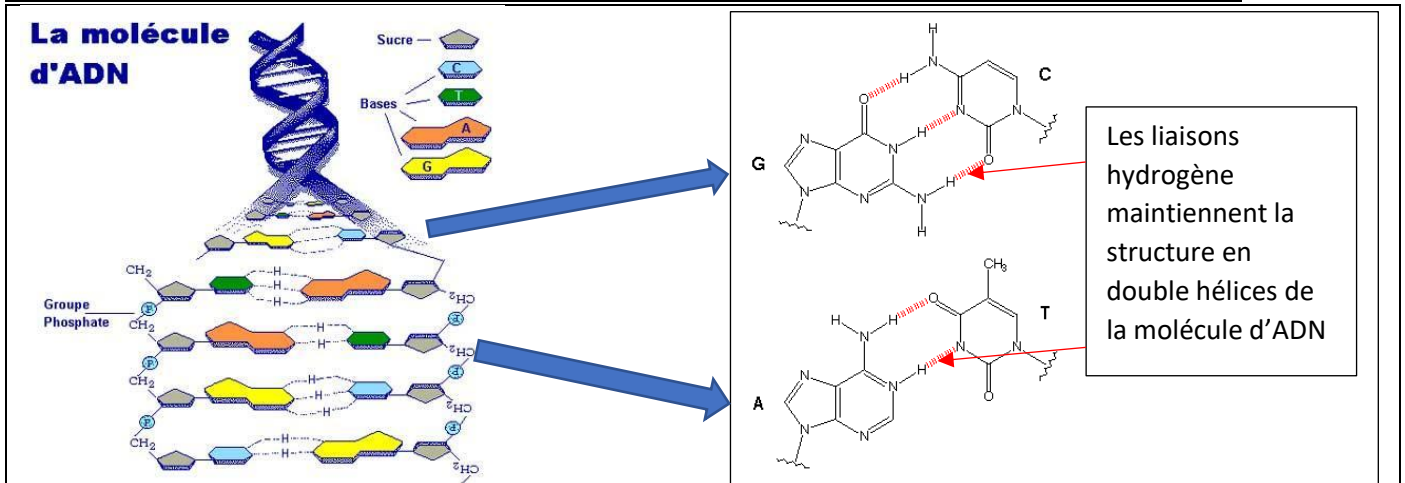 La molécule
d'ADN
Sucre
C
Bases
T
A
G
H
H
H
CH2
Groupe
Phosphate
P
CH2
P
CH2
P
CH2
H
H
H
H
H
H
H
CH2
P
CH2
P
CH2
P
CH2
G
C
H
N
H
O
N
H
N
N
N
N
O
N
H
N
H
A
T
CH3
H
N
H
O
N
H
N
N
N
N
N
O
N
Les liaisons
hydrogène
maintiennent la
structure en
double hélices de
la molécule d’ADN